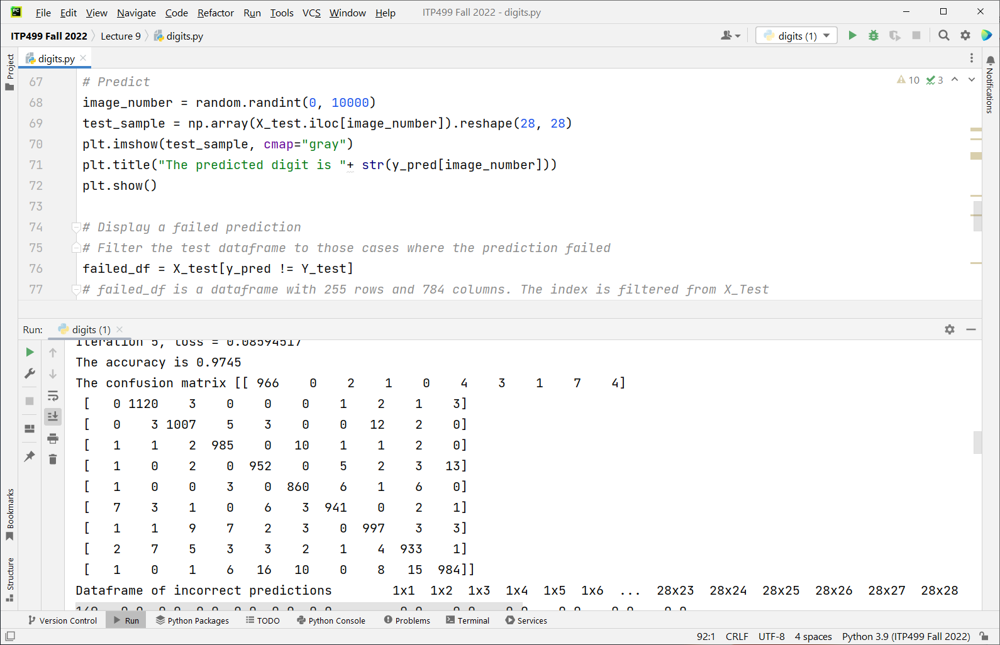 File Edit View Navigate Code Refactor Run Tools VCS Window Help ITP499 Fall 2022 - digits.py
ITP499 Fall 2022 Lecture 9 digits.py digits (1)
digits.py
Project
Notifications
10 3
67 # Predict
68 image_number = random.randint(0, 10000)
69 test_sample = np.array(X_test.iloc[image_number]).reshape(28, 28)
70 plt.imshow(test_sample, cmap="gray")
71 plt.title("The predicted digit is "+ str(y_pred[image_number]))
72 plt.show()
73
74 # Display a failed prediction
75 # Filter the test dataframe to those cases where the prediction failed
76 failed_df = X_test[y_pred != Y_test]
77 # failed_df is a dataframe with 255 rows and 784 columns. The index is filtered from X_Test
Run: digits (1)
Iteration 5, loss = 0.08594517
The accuracy is 0.9745
The confusion matrix [[ 966 0 2 1 0 4 3 1 7 4]
[ 0 1120 3 0 0 0 1 2 1 3]
[ 0 3 1007 5 3 0 0 12 2 0]
[ 1 1 2 985 0 10 1 1 2 0]
[ 1 0 2 0 952 0 5 2 3 13]
[ 1 0 0 3 0 860 6 1 6 0]
[ 7 3 1 0 6 3 941 0 2 1]
[ 1 1 9 7 2 3 0 997 3 3]
[ 2 7 5 3 3 2 1 4 933 1]
[ 1 0 1 6 16 10 0 8 15 984]]
Dataframe of incorrect predictions 1x1 1x2 1x3 1x4 1x5 1x6 ... 28x23 28x24 28x25 28x26 28x27 28x28
Bookmarks
Structure
Version Control Run Python Packages TODO Python Console Problems Terminal Services
92:1 CRLF UTF-8 4 spaces Python 3.9 (ITP499 Fall 2022)